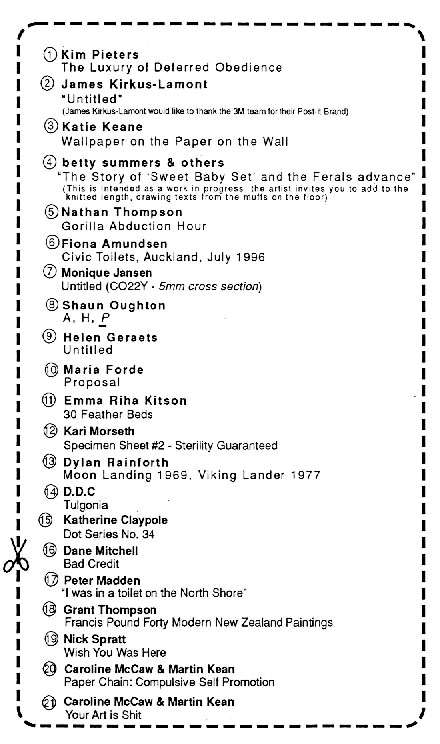 ① Kim Pieters
The Luxury of Deferred Obedience
② James Kirkus-Lamont
"Untitled"
(James Kirkus-Lamont would like to thank the 3M team for their Post-it Brand)
③ Katie Keane
Wallpaper on the Paper on the Wall
④ betty summers & others
"The Story of 'Sweet Baby Set' and the Ferals advance"
(This is intended as a work in progress the artist invites you to add to the
knitted length, drawing texts from the muffs on the floor)
⑤ Nathan Thompson
Gorilla Abduction Hour
⑥ Fiona Amundsen
Civic Toilets, Auckland, July 1996
⑦ Monique Jansen
Untitled (CO22Y - 5mm cross section)
⑧ Shaun Oughton
A, H, P
⑨ Helen Geraets
Untitled
⑩ Maria Forde
Proposal
⑪ Emma Riha Kitson
30 Feather Beds
⑫ Kari Morseth
Specimen Sheet #2 - Sterility Guaranteed
⑬ Dylan Rainforth
Moon Landing 1969, Viking Lander 1977
⑭ D.D.C
Tulgonia
⑮ Katherine Claypole
Dot Series No. 34
⑯ Dane Mitchell
Bad Credit
⑰ Peter Madden
"I was in a toilet on the North Shore"
⑱ Grant Thompson
Francis Pound Forty Modern New Zealand Paintings
⑲ Nick Spratt
Wish You Was Here
⑳ Caroline McCaw & Martin Kean
Paper Chain: Compulsive Self Promotion
㉑ Caroline McCaw & Martin Kean
Your Art is Shit